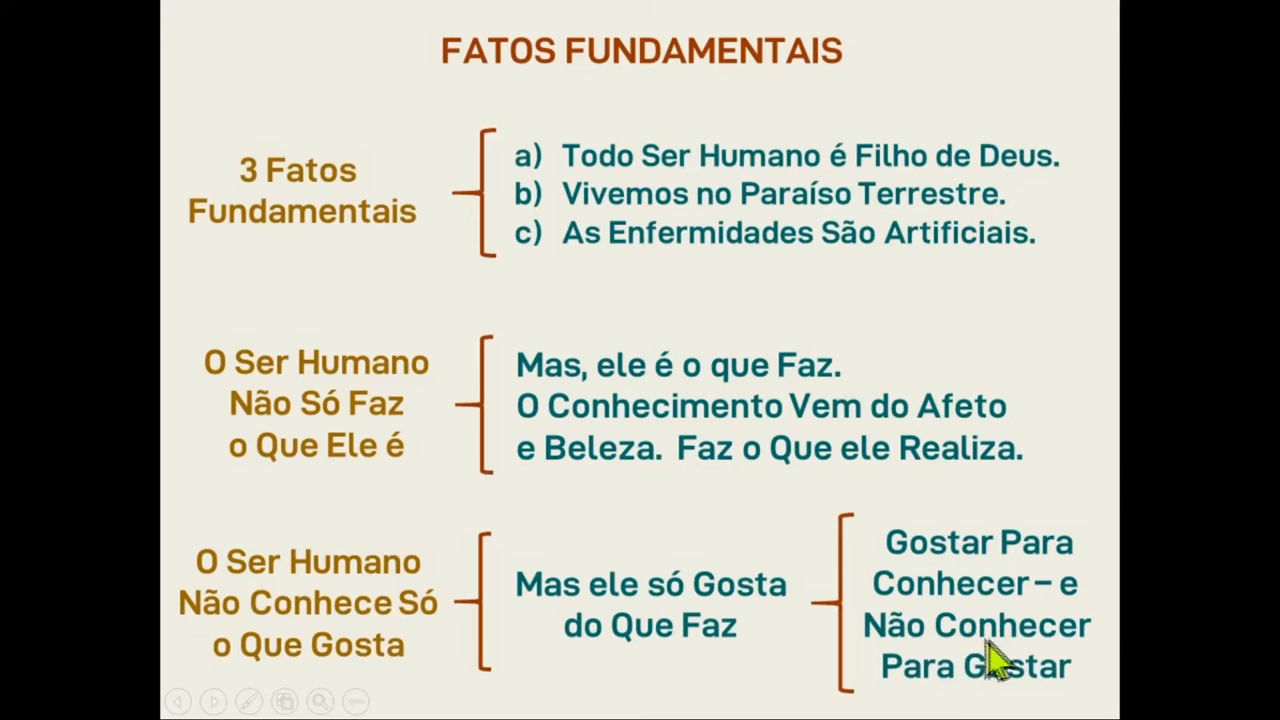 FATOS FUNDAMENTAIS
3 Fatos
Fundamentais
a) Todo Ser Humano é Filho de Deus.
b) Vivemos no Paraíso Terrestre.
c) As Enfermidades São Artificiais.
O Ser Humano
Não Só Faz
o Que Ele é
Mas, ele é o que Faz.
O Conhecimento Vem do Afeto
e Beleza. Faz o Que ele Realiza.
O Ser Humano
Não Conhece Só
o Que Gosta
Mas ele só Gosta
do Que Faz
Gostar Para
Conhecer – e
Não Conhecer
Para Gostar